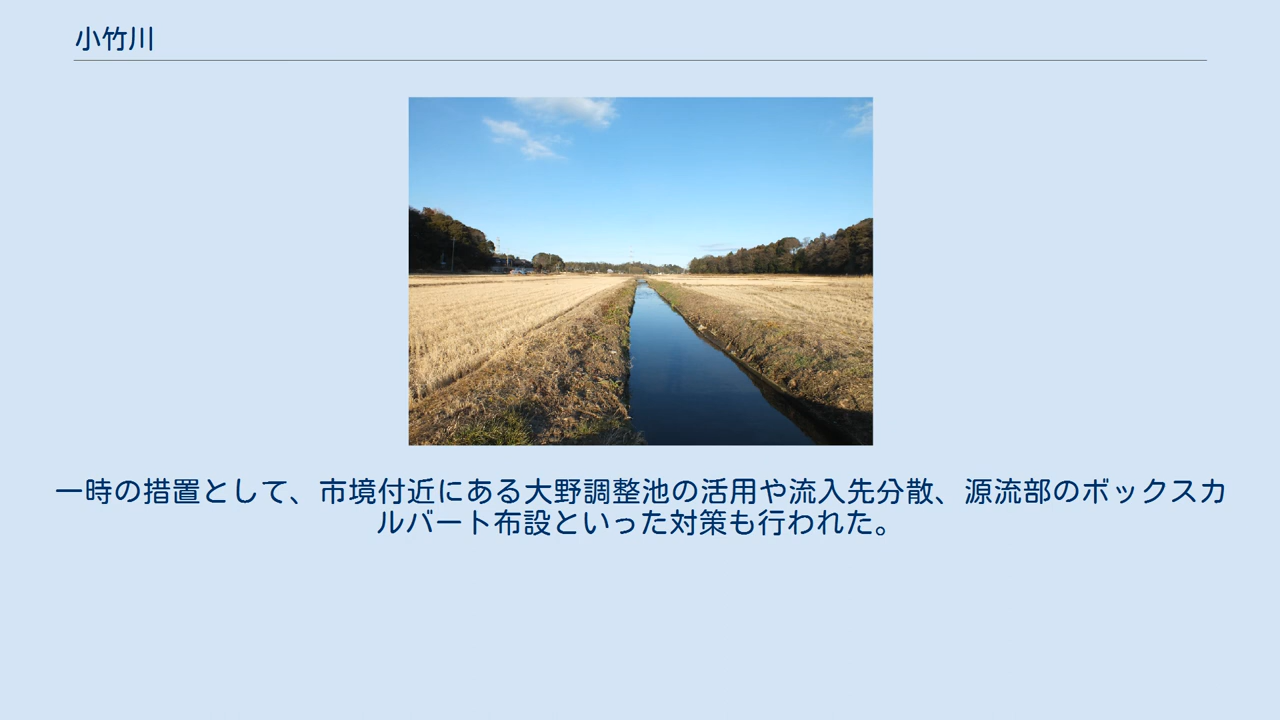 小竹川
一時の措置として、市境付近にある大野調整池の活用や流入先分散、源流部のボックスカ
ルバート布設といった対策も行われた。